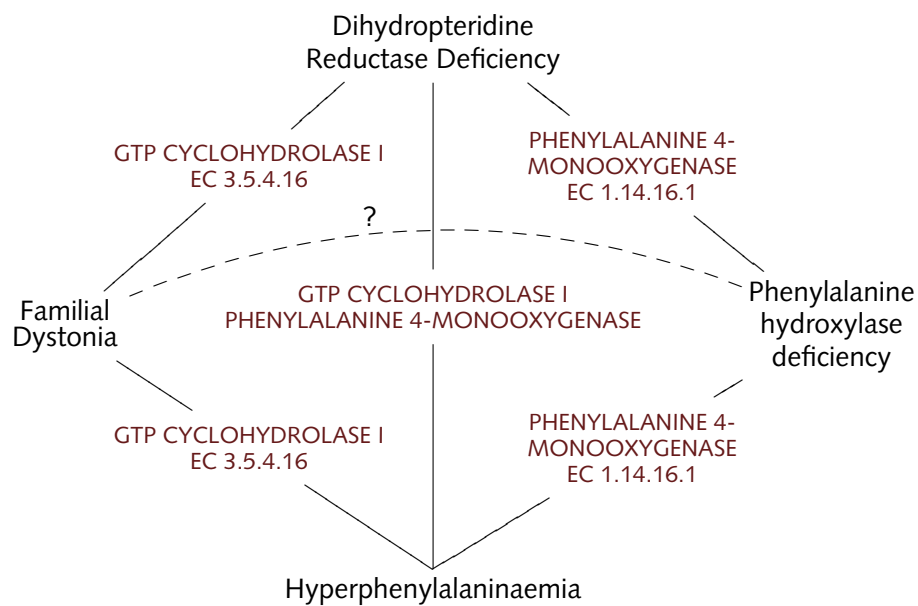 Dihydropteridine
Reductase Deficiency
GTP CYCLOHYDROLASE I
EC 3.5.4.16
PHENYLALANINE 4-
MONOOXYGENASE
EC 1.14.16.1
?
Familial
Dystonia
GTP CYCLOHYDROLASE I
PHENYLALANINE 4-MONOOXYGENASE
Phenylalanine
hydroxylase
deficiency
GTP CYCLOHYDROLASE I
EC 3.5.4.16
PHENYLALANINE 4-
MONOOXYGENASE
EC 1.14.16.1
Hyperphenylalaninaemia